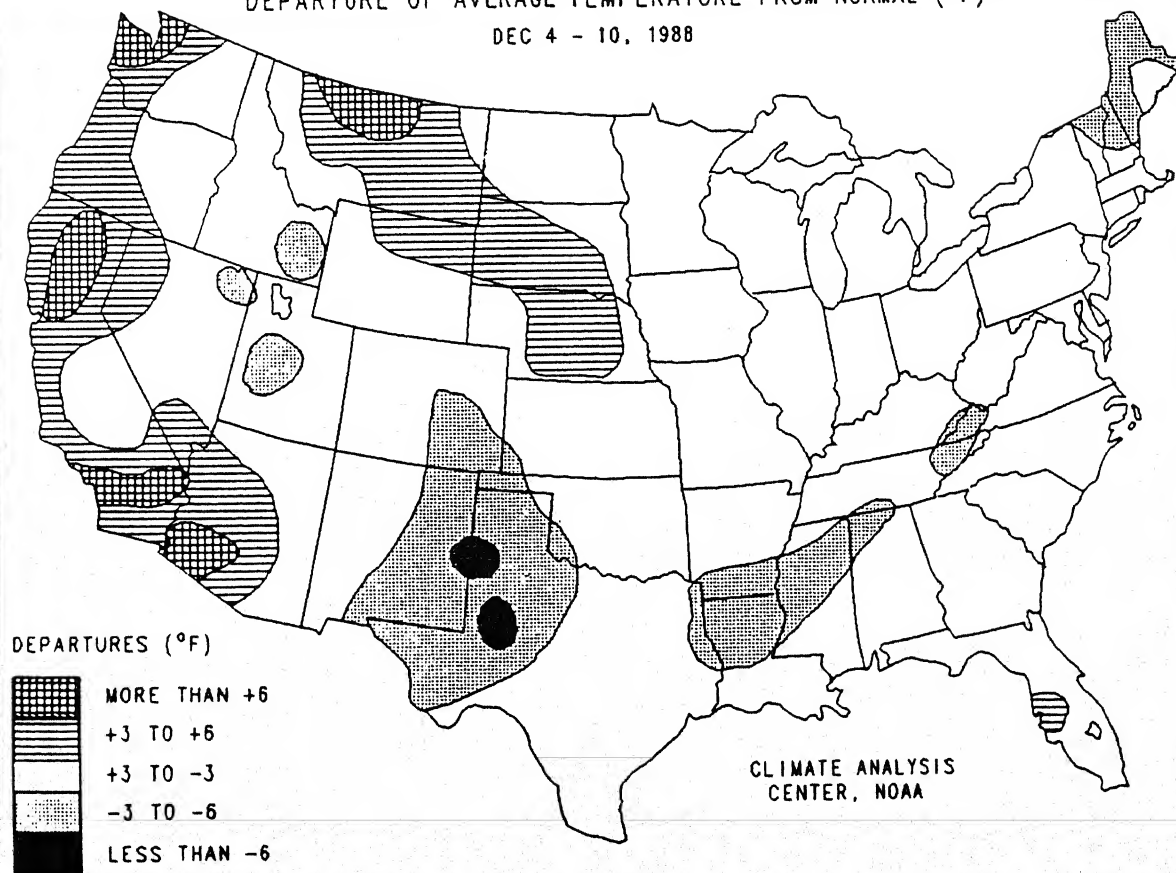 DEPARTURE OF AVERAGE TEMPERATURE FROM NORMAL (°F)
DEC 4 - 10, 1988
DEPARTURES (°F)
MORE THAN +6
+3 TO +6
+3 TO -3
-3 TO -6
LESS THAN -6
CLIMATE ANALYSIS
CENTER, NOAA